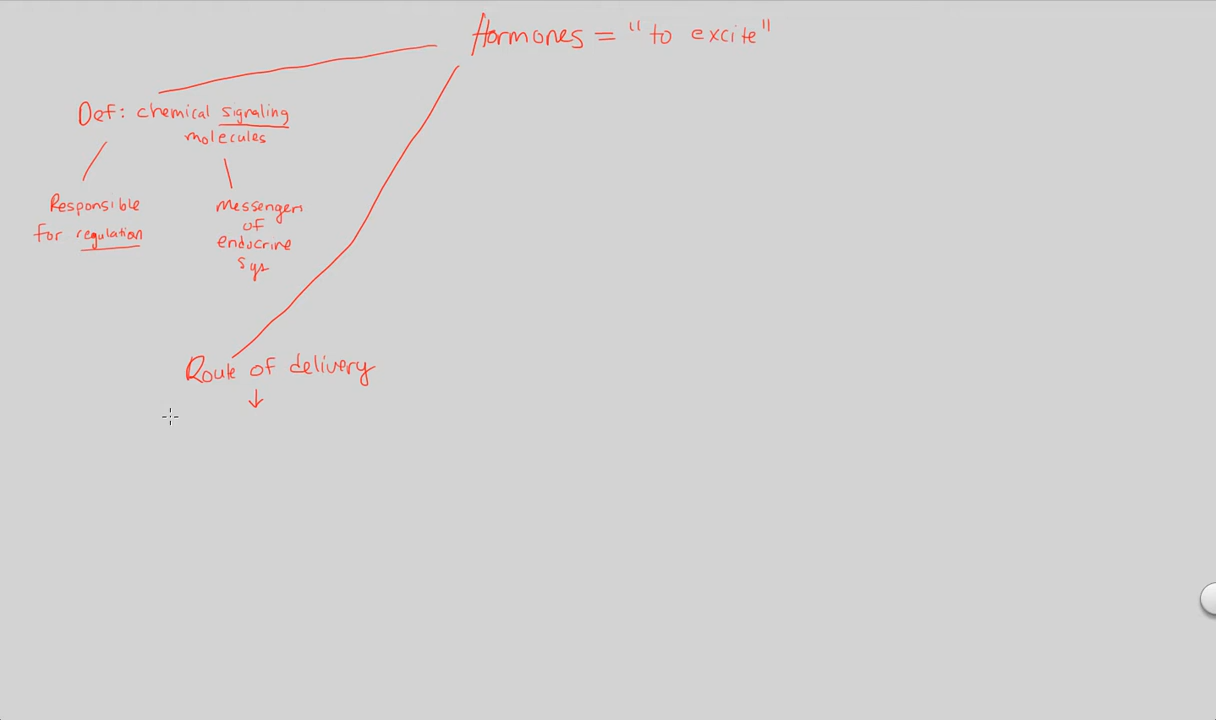 Hormones = "to excite"
Def: chemical signaling
molecules
Responsible
for regulation
Messengers
of
endocrine
sys
Route of delivery
↓